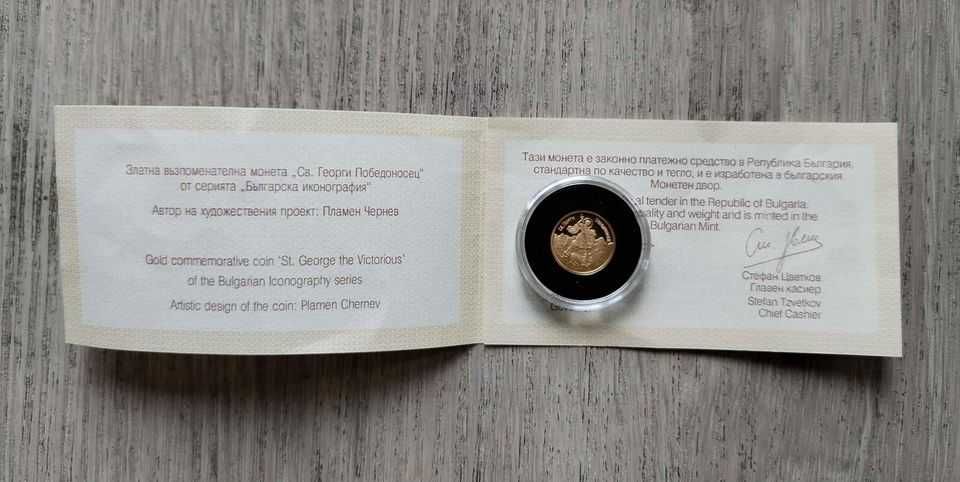 Златна възпоменателна монета „Св. Георги Победоносец"
от серията „Българска иконография"
Автор на художествения проект: Пламен Чернев
Gold commemorative coin 'St. George the Victorious'
of the Bulgarian Iconography series
Artistic design of the coin: Plamen Chernev
Тази монета е законно платежно средство в Република България,
стандартна по качество и тегло, и е изработена в българския
Монетен двор.
tender in the Republic of Bulgaria:
and weight and is minted in the
Bulgarian Mint.
Стефан Цветков
Главен касиер
Stefan Tzvetkov
Chief Cashier